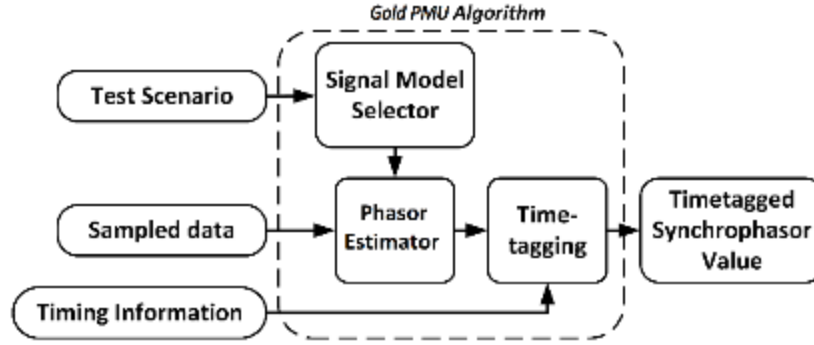 Gold PMU Algorithm
Test Scenario
Signal Model
Selector
Sampled data
Phasor
Estimator
Time-
tagging
Timetagged
Synchrophasor
Value
Timing Information